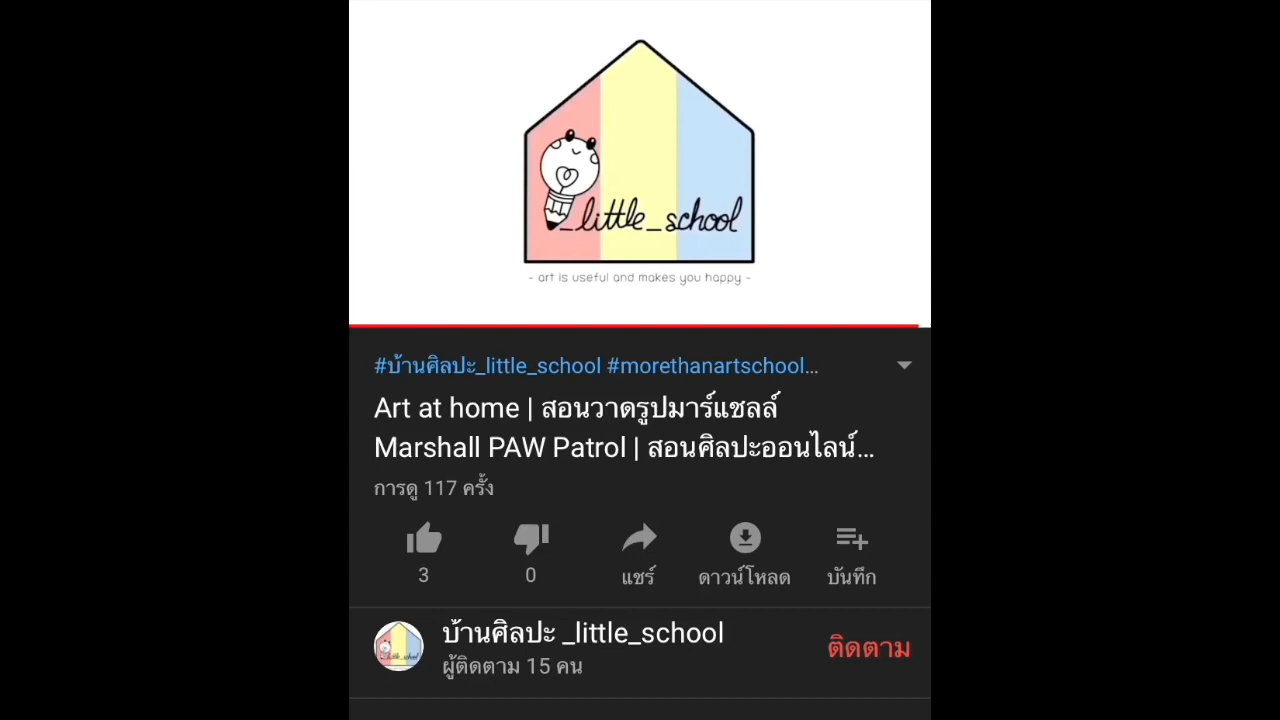 _little_school
- art is useful and makes you happy -
#บ้านศิลปะ_little_school #morethanartschool...
Art at home | สอนวาดรูปมาร์แชลล์
Marshall PAW Patrol | สอนศิลปะออนไลน์...
การดู 117 ครั้ง
3
0
แชร์
ดาวน์โหลด
บันทึก
บ้านศิลปะ _little_school
ติดตาม
ผู้ติดตาม 15 คน